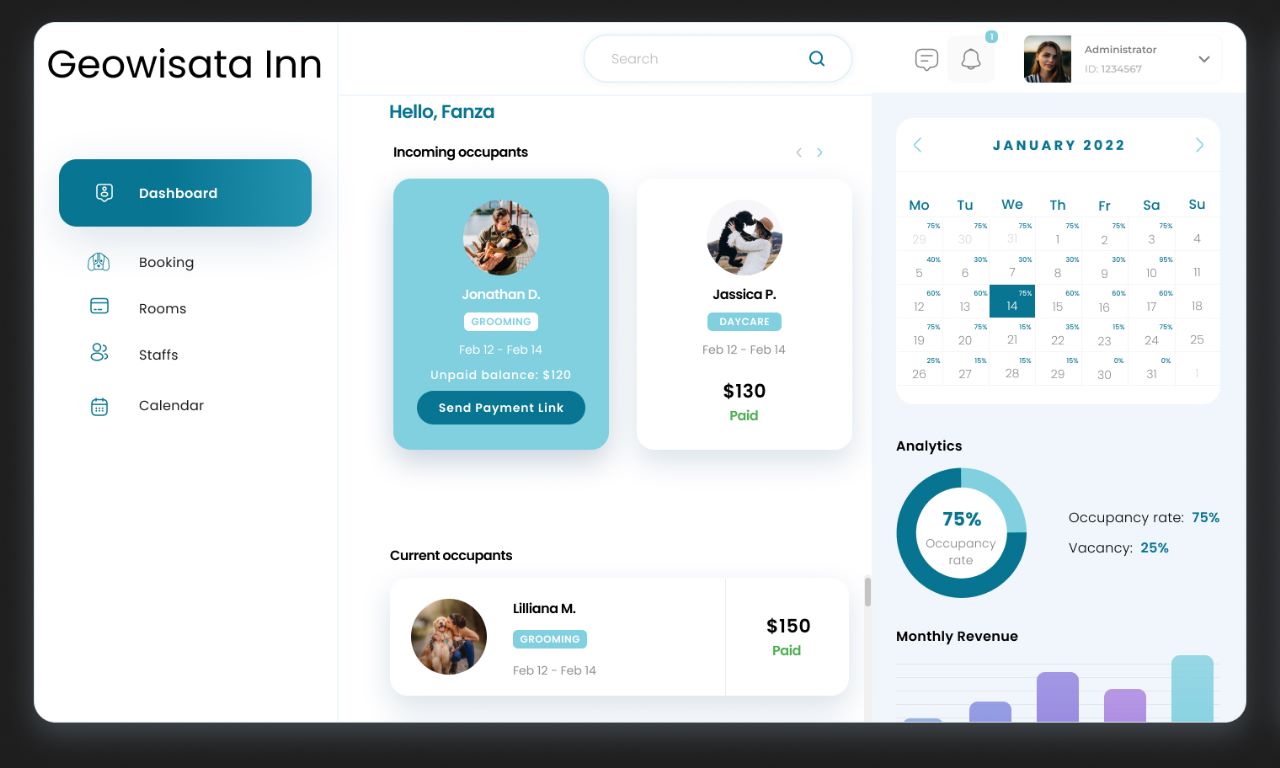 Geowisata Inn
Search
1
Administrator
ID: 1234567
Dashboard
Booking
Rooms
Staffs
Calendar
Hello, Fanza
Incoming occupants
Jonathan D.
GROOMING
Feb 12 - Feb 14
Unpaid balance: $120
Send Payment Link
Jassica P.
DAYCARE
Feb 12 - Feb 14
$130
Paid
Current occupants
Lilliana M.
GROOMING
Feb 12 - Feb 14
$150
Paid
JANUARY 2022
Mo Tu We Th Fr Sa Su
75% 75% 75% 75% 75% 75%
29 30 31 1 2 3 4
40% 30% 30% 30% 30% 95%
5 6 7 8 9 10 11
60% 60% 75% 60% 60% 60%
12 13 14 15 16 17 18
75% 75% 15% 35% 15% 75%
19 20 21 22 23 24 25
25% 15% 15% 15% 0% 0%
26 27 28 29 30 31 1
Analytics
75%
Occupancy
rate
Occupancy rate: 75%
Vacancy: 25%
Monthly Revenue